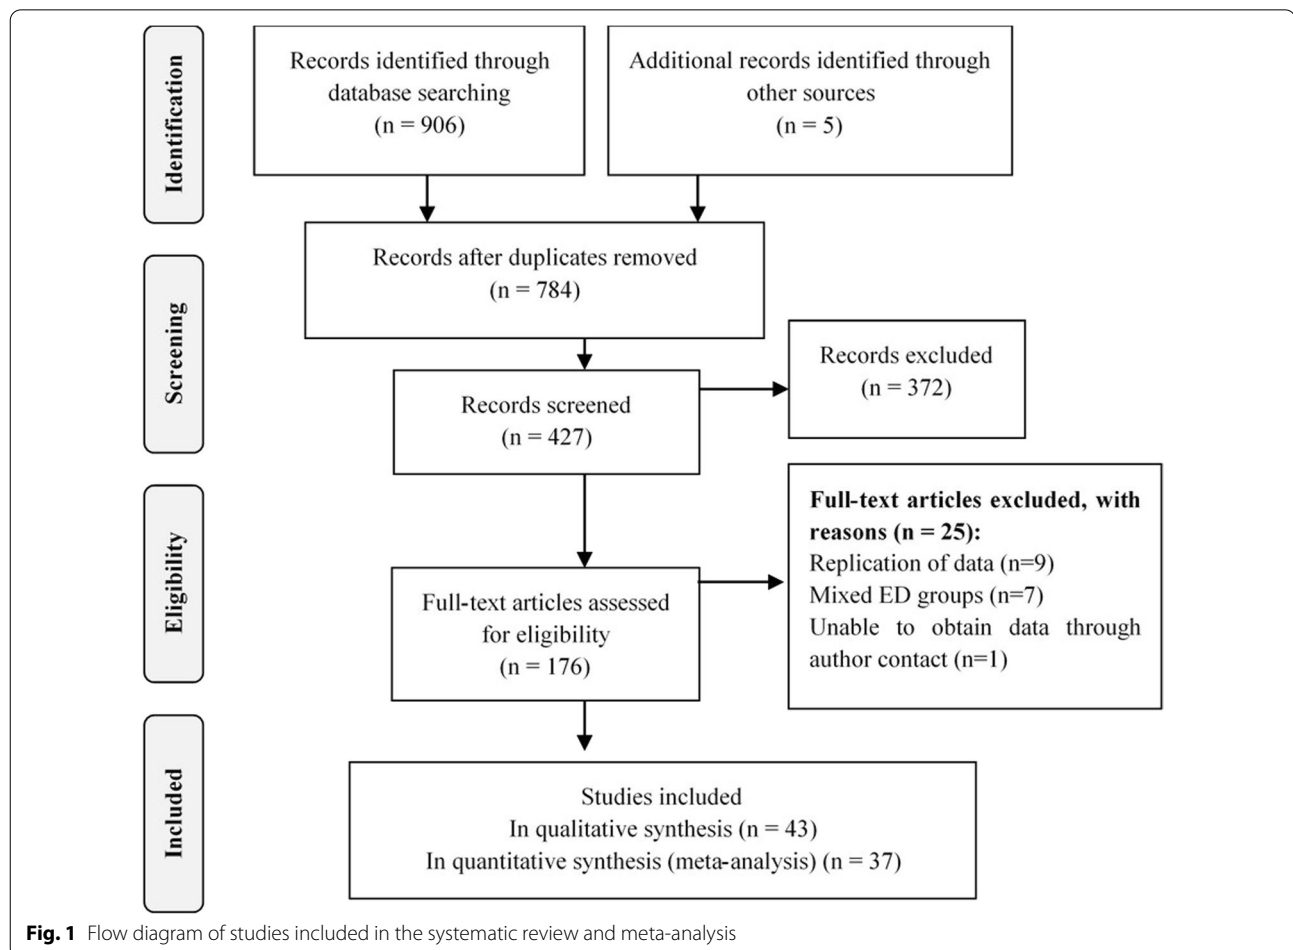 Identification
Records identified through
database searching
(n = 906)
Additional records identified through
other sources
(n = 5)
Records after duplicates removed
(n = 784)
Screening
Records screened
(n = 427)
Records excluded
(n = 372)
Eligibility
Full-text articles assessed
for eligibility
(n = 176)
Full-text articles excluded, with
reasons (n = 25):
Replication of data (n=9)
Mixed ED groups (n=7)
Unable to obtain data through
author contact (n=1)
Included
Studies included
In qualitative synthesis (n = 43)
In quantitative synthesis (meta-analysis) (n = 37)
Fig. 1 Flow diagram of studies included in the systematic review and meta-analysis